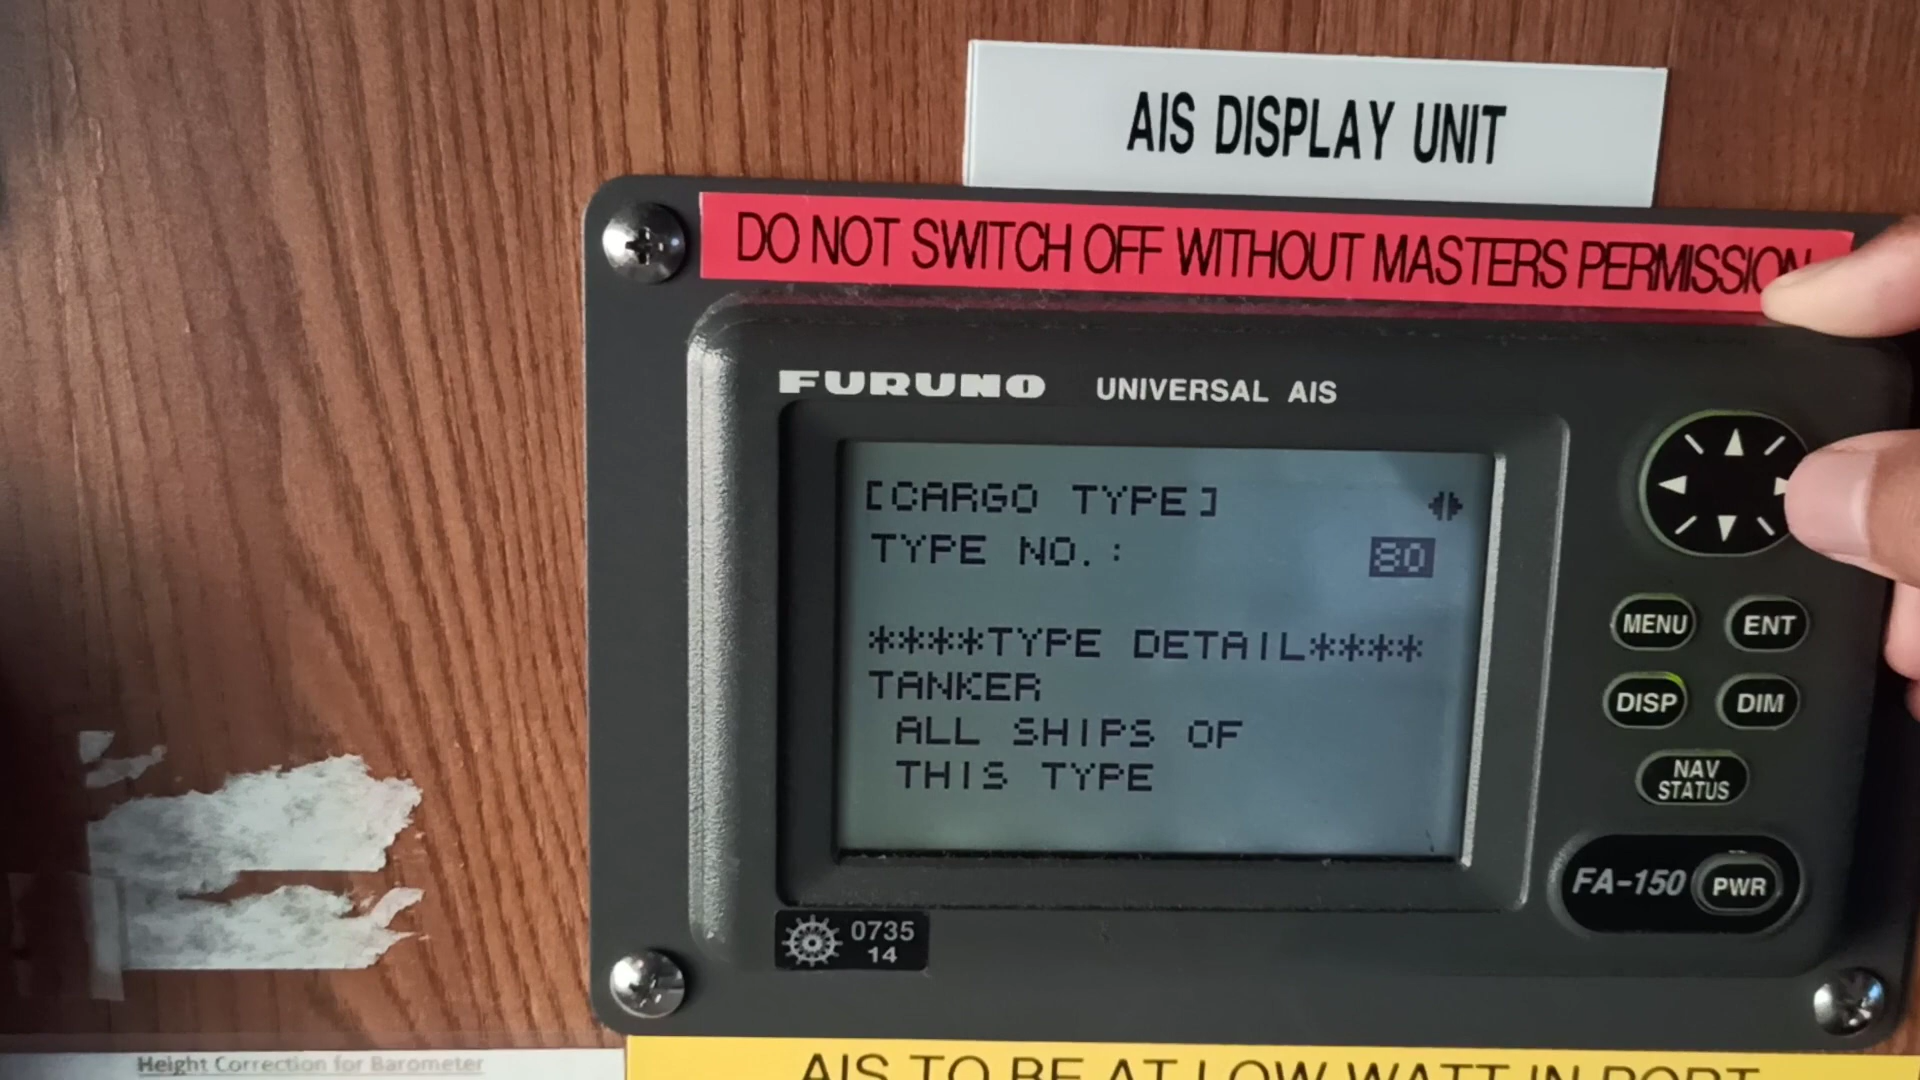 AIS DISPLAY UNIT
DO NOT SWITCH OFF WITHOUT MASTERS PERMISSION
FURUNO UNIVERSAL AIS
[CARGO TYPE]
TYPE NO.: 80
****TYPE DETAIL****
TANKER
ALL SHIPS OF
THIS TYPE
MENU ENT
DISP DIM
NAV
STATUS
FA-150 PWR
0735
14
AIS TO BE AT LOW WATT IN PORT
Height Correction for Barometer